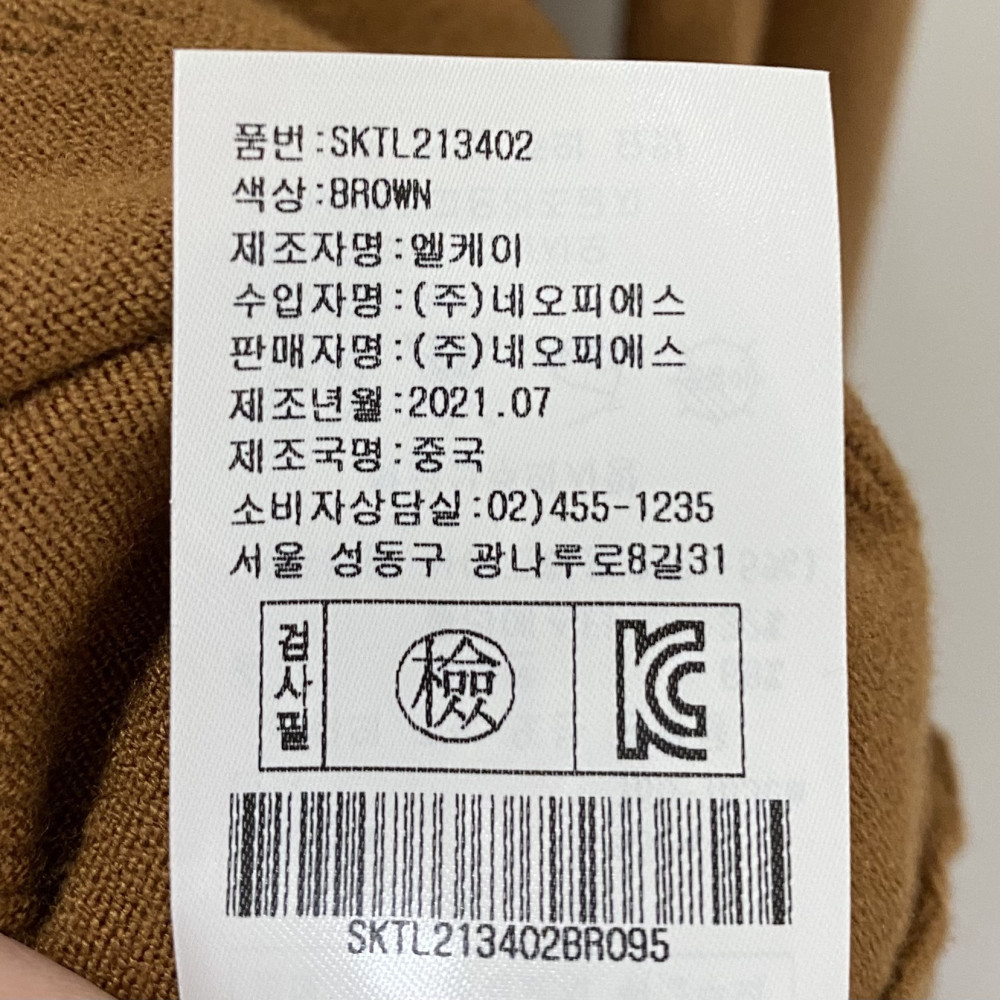 품번:SKTL213402
색상:BROWN
제조자명:엘케이
수입자명:(주)네오피에스
판매자명:(주)네오피에스
제조년월:2021.07
제조국명:중국
소비자상담실:02)455-1235
서울 성동구 광나루로8길31
검사필
檢
KC
SKTL213402BR095